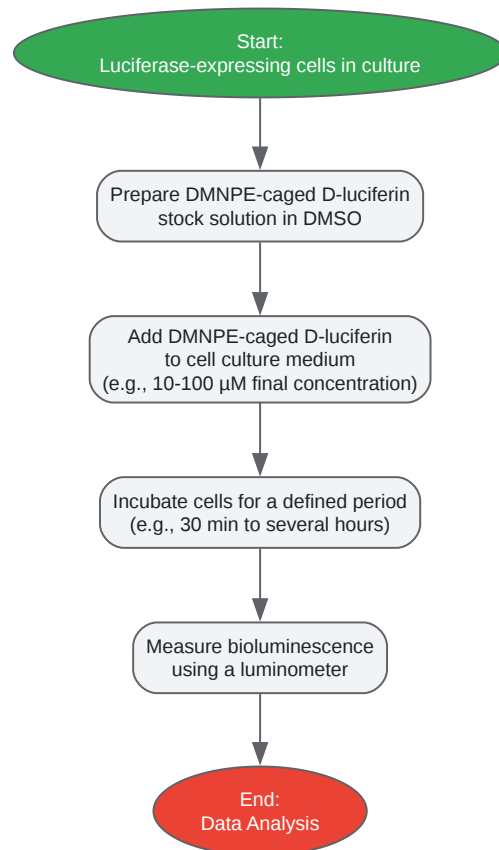 Start:
Luciferase-expressing cells in culture
Prepare DMNPE-caged D-luciferin
stock solution in DMSO
Add DMNPE-caged D-luciferin
to cell culture medium
(e.g., 10-100 µM final concentration)
Incubate cells for a defined period
(e.g., 30 min to several hours)
Measure bioluminescence
using a luminometer
End:
Data Analysis